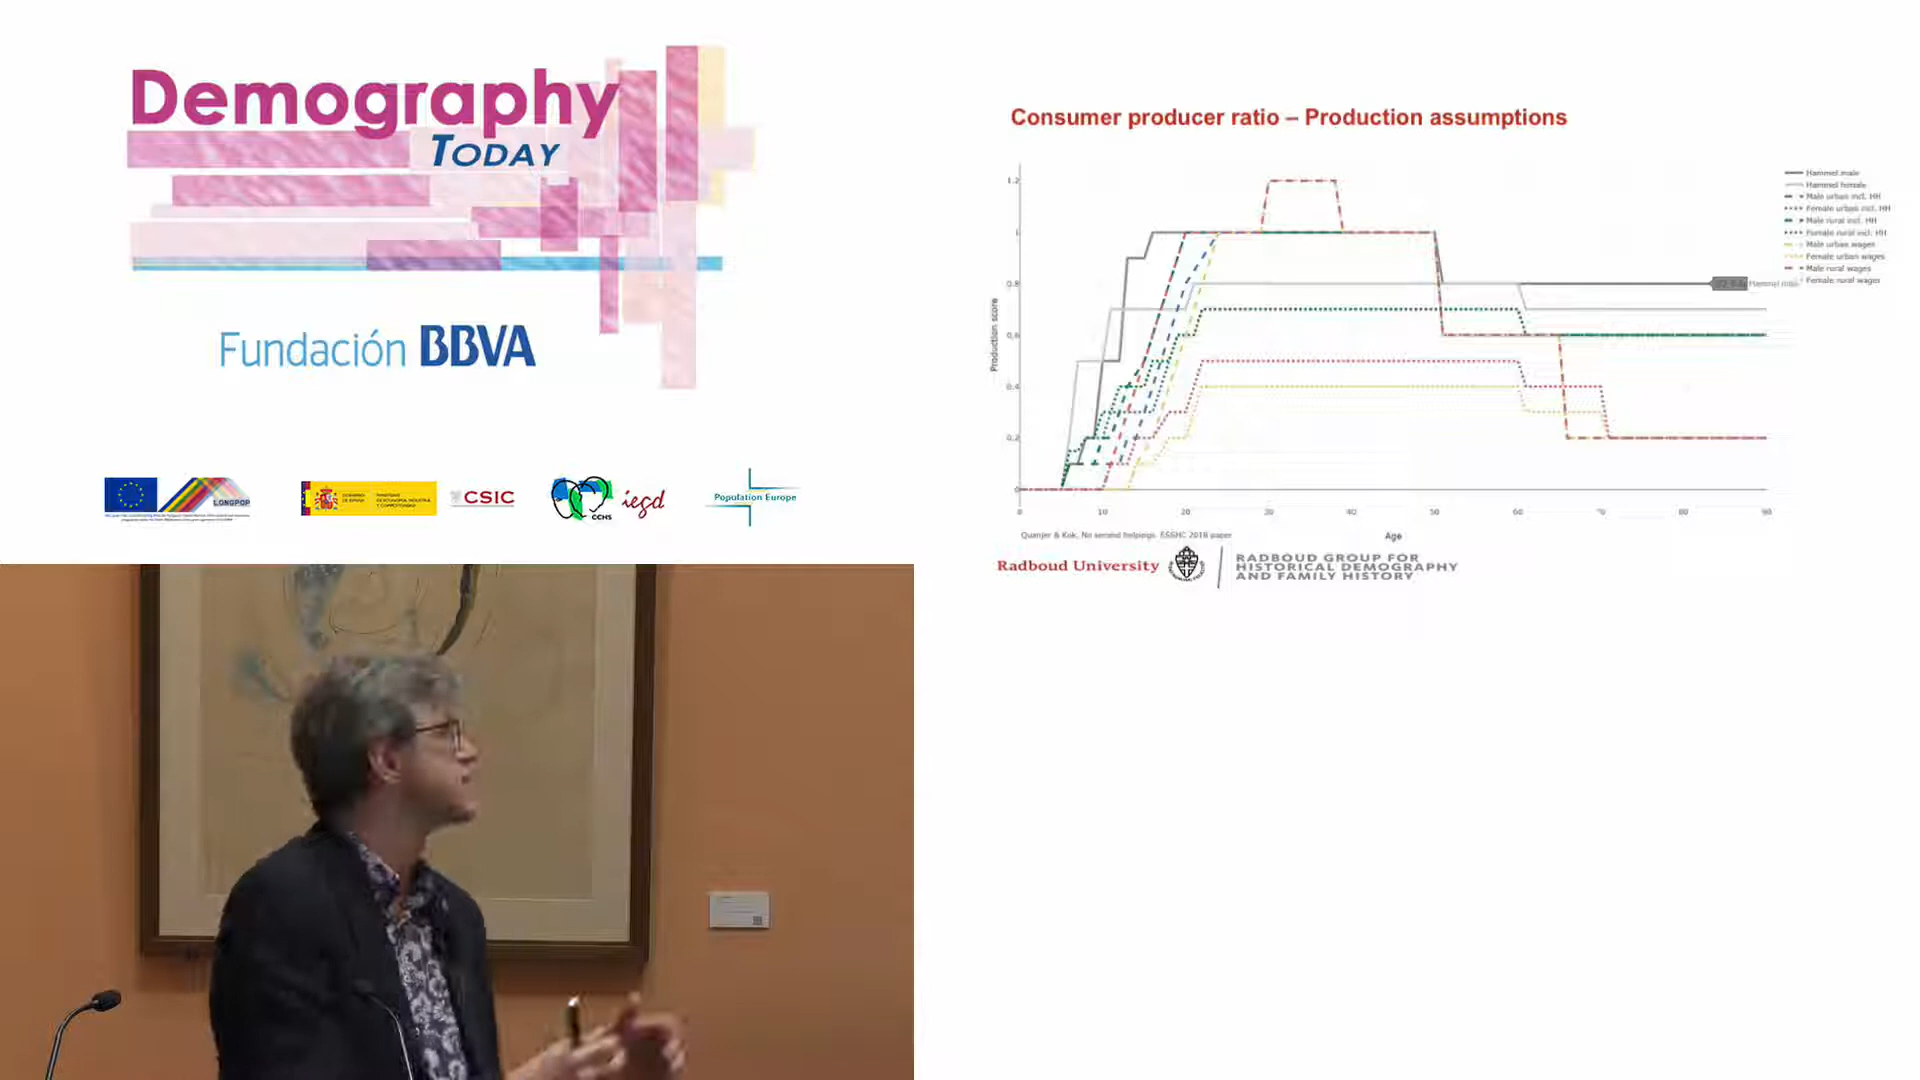 Demography
TODAY
Fundación BBVA
LONGPOP
CSIC
CCHS
iegd
Population Europe
Consumer producer ratio – Production assumptions
Hammel male
Hammel female
Male urban incl. HH
Female urban incl. HH
Male rural incl. HH
Female rural incl. HH
Male urban wages
Female urban wages
Male rural wages
Female rural wages
Production score
1.2
1
0.8
0.6
0.4
0.2
0
0 10 20 30 40 50 60 70 80 90
Age
Quanjer & Kok, No second helpings. ESSHC 2018 paper
Radboud University
RADBOUD GROUP FOR
HISTORICAL DEMOGRAPHY
AND FAMILY HISTORY